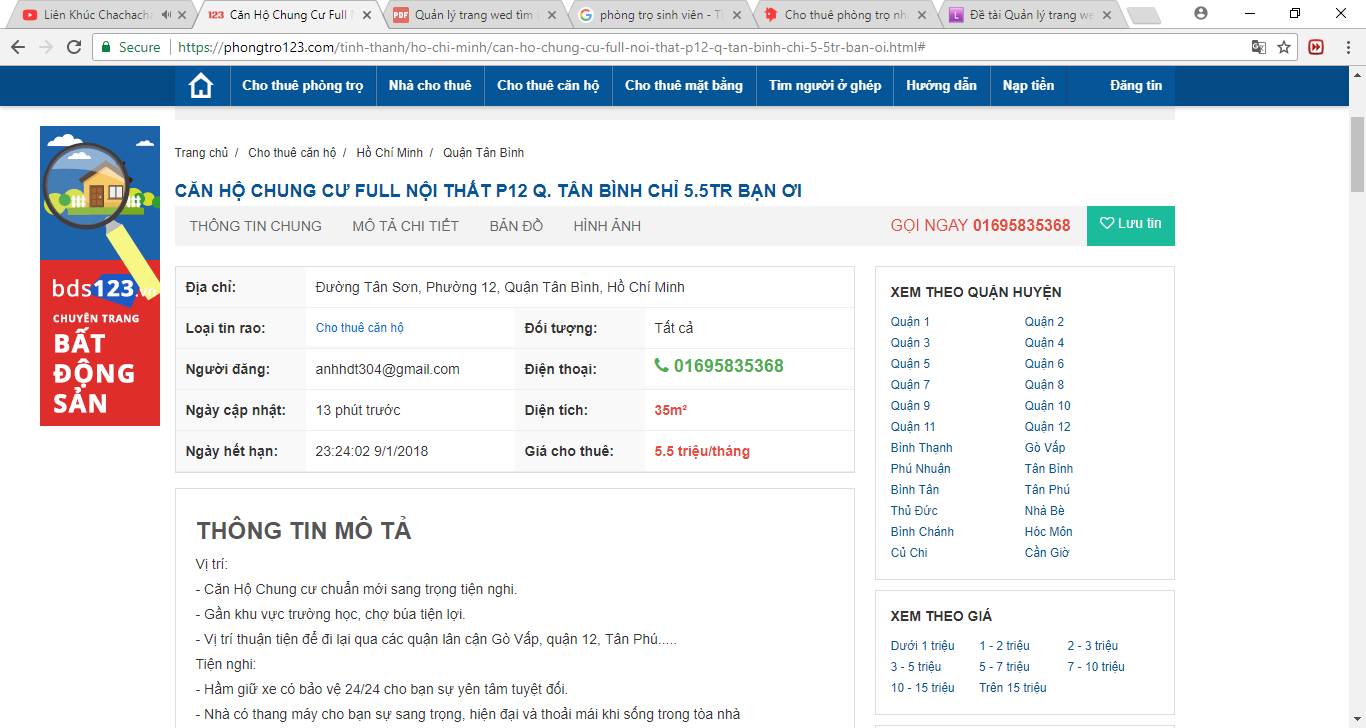 Liên Khúc Chachach
Căn Hộ Chung Cư Full
Quản lý trang wed tìm
phòng trọ sinh viên - T
Cho thuê phòng trọ nh
Đề tài Quản lý trang we
Secure
https://phongtro123.com/tinh-thanh/ho-chi-minh/can-ho-chung-cu-full-noi-that-p12-q-tan-binh-chi-5-5tr-ban-oi.html#
Cho thuê phòng trọ
Nhà cho thuê
Cho thuê căn hộ
Cho thuê mặt bằng
Tìm người ở ghép
Hướng dẫn
Nạp tiền
Đăng tin
bds123.vn
CHUYÊN TRANG
BẤT
ĐỘNG
SẢN
Trang chủ / Cho thuê căn hộ / Hồ Chí Minh / Quận Tân Bình
CĂN HỘ CHUNG CƯ FULL NỘI THẤT P12 Q. TÂN BÌNH CHỈ 5.5TR BẠN ƠI
THÔNG TIN CHUNG
MÔ TẢ CHI TIẾT
BẢN ĐỒ
HÌNH ẢNH
GỌI NGAY 01695835368
Lưu tin
Địa chỉ: Đường Tân Sơn, Phường 12, Quận Tân Bình, Hồ Chí Minh
Loại tin rao: Cho thuê căn hộ Đối tượng: Tất cả
Người đăng: anhhdt304@gmail.com Điện thoại: 01695835368
Ngày cập nhật: 13 phút trước Diện tích: 35m²
Ngày hết hạn: 23:24:02 9/1/2018 Giá cho thuê: 5.5 triệu/tháng
THÔNG TIN MÔ TẢ
Vị trí:
- Căn Hộ Chung cư chuẩn mới sang trọng tiện nghi.
- Gần khu vực trường học, chợ búa tiện lợi.
- Vị trí thuận tiện để đi lại qua các quận lân cận Gò Vấp, quận 12, Tân Phú.....
Tiện nghi:
- Hầm giữ xe có bảo vệ 24/24 cho bạn sự yên tâm tuyệt đối.
- Nhà có thang máy cho bạn sự sang trọng, hiện đại và thoải mái khi sống trong tòa nhà
XEM THEO QUẬN HUYỆN
Quận 1 Quận 2
Quận 3 Quận 4
Quận 5 Quận 6
Quận 7 Quận 8
Quận 9 Quận 10
Quận 11 Quận 12
Bình Thạnh Gò Vấp
Phú Nhuận Tân Bình
Bình Tân Tân Phú
Thủ Đức Nhà Bè
Bình Chánh Hóc Môn
Củ Chi Cần Giờ
XEM THEO GIÁ
Dưới 1 triệu 1 - 2 triệu 2 - 3 triệu
3 - 5 triệu 5 - 7 triệu 7 - 10 triệu
10 - 15 triệu Trên 15 triệu